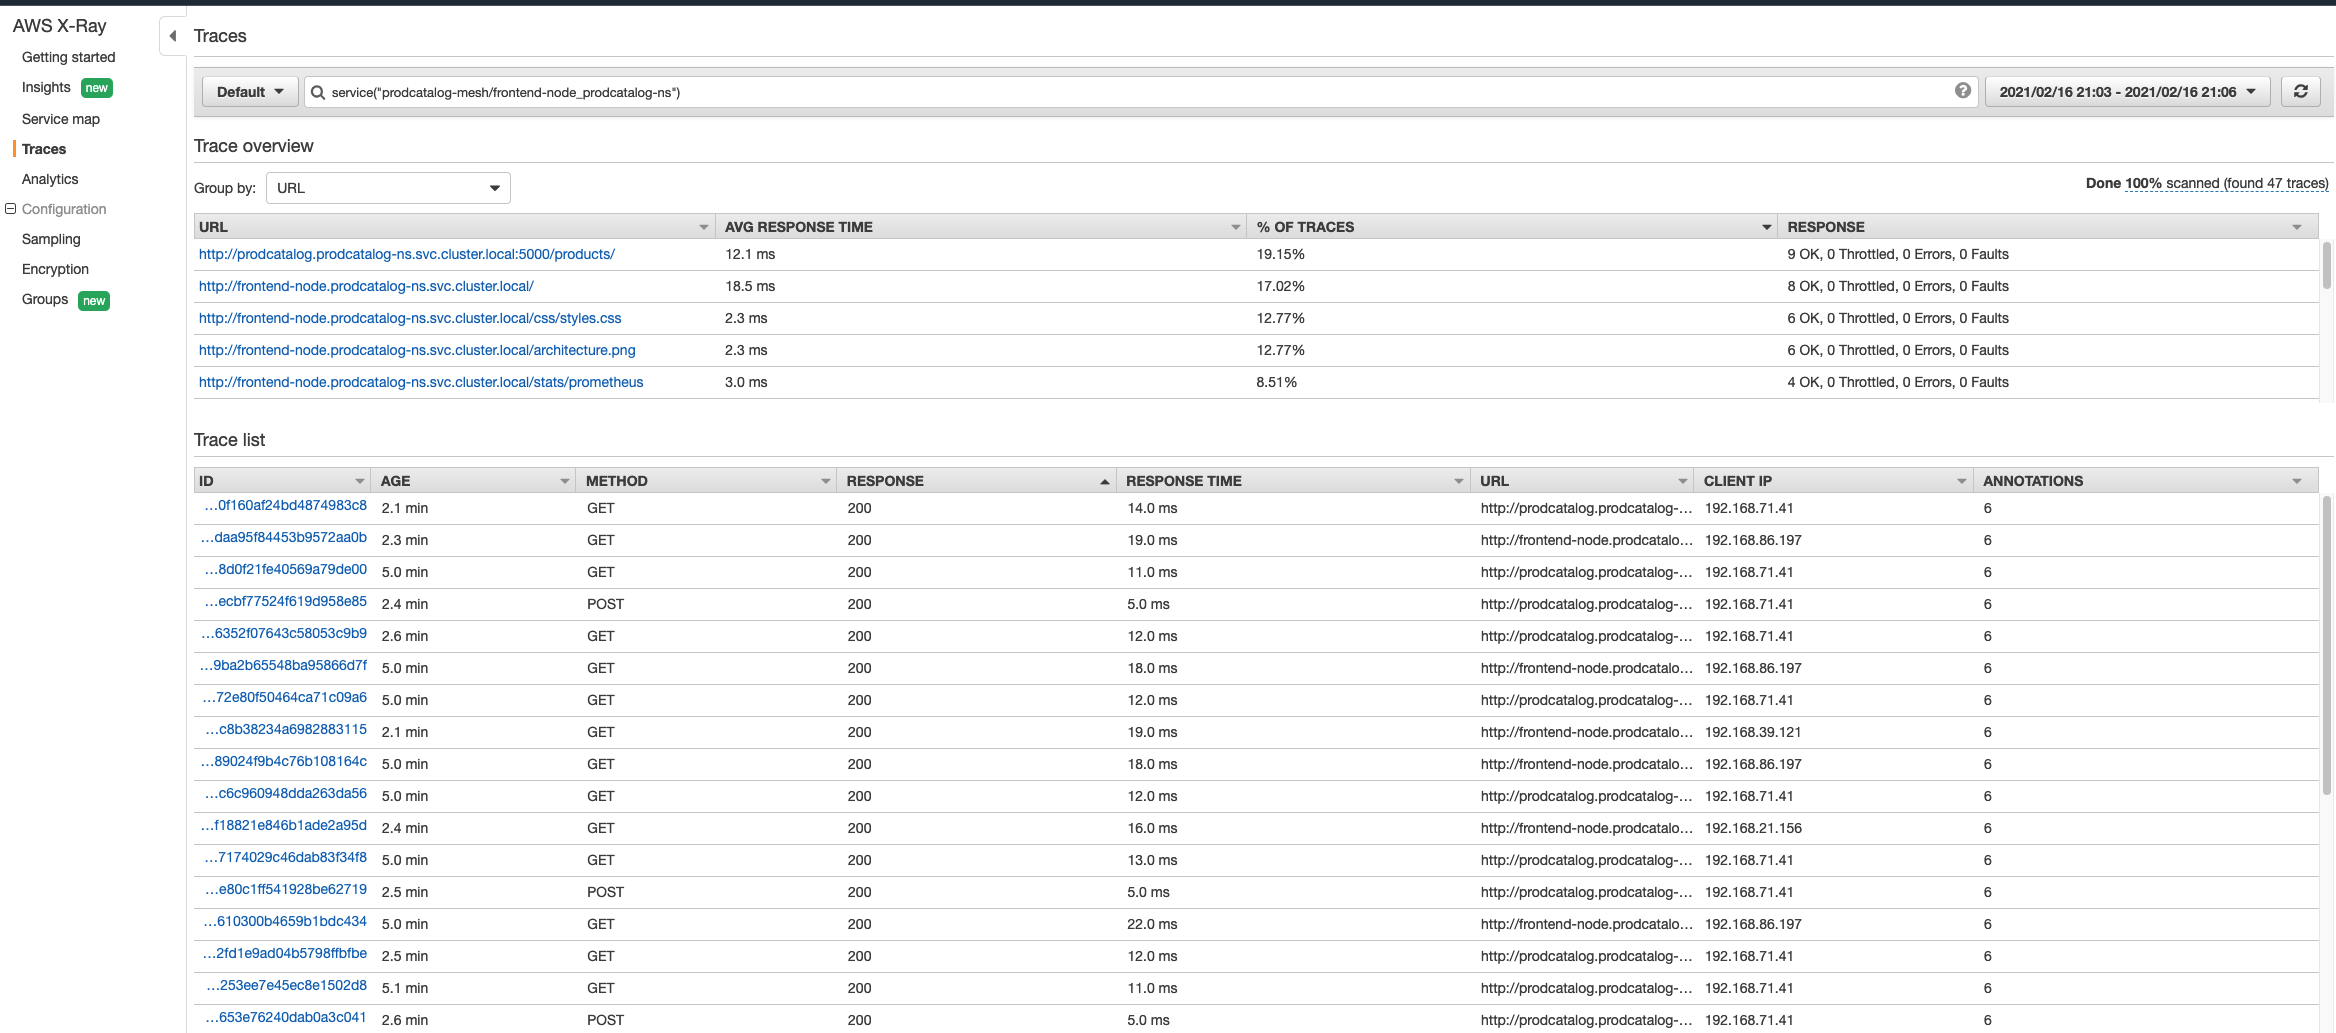 AWS X-Ray
Getting started
Insights new
Service map
Traces
Analytics
Configuration
Sampling
Encryption
Groups new
Traces
Default service("prodcatalog-mesh/frontend-node_prodcatalog-ns") ? 2021/02/16 21:03 - 2021/02/16 21:06
Trace overview
Group by: URL Done 100% scanned (found 47 traces)
URL AVG RESPONSE TIME % OF TRACES RESPONSE
http://prodcatalog.prodcatalog-ns.svc.cluster.local:5000/products/ 12.1 ms 19.15% 9 OK, 0 Throttled, 0 Errors, 0 Faults
http://frontend-node.prodcatalog-ns.svc.cluster.local/ 18.5 ms 17.02% 8 OK, 0 Throttled, 0 Errors, 0 Faults
http://frontend-node.prodcatalog-ns.svc.cluster.local/css/styles.css 2.3 ms 12.77% 6 OK, 0 Throttled, 0 Errors, 0 Faults
http://frontend-node.prodcatalog-ns.svc.cluster.local/architecture.png 2.3 ms 12.77% 6 OK, 0 Throttled, 0 Errors, 0 Faults
http://frontend-node.prodcatalog-ns.svc.cluster.local/stats/prometheus 3.0 ms 8.51% 4 OK, 0 Throttled, 0 Errors, 0 Faults
Trace list
ID AGE METHOD RESPONSE RESPONSE TIME URL CLIENT IP ANNOTATIONS
...0f160af24bd4874983c8 2.1 min GET 200 14.0 ms http://prodcatalog.prodcatalog-... 192.168.71.41 6
...daa95f84453b9572aa0b 2.3 min GET 200 19.0 ms http://frontend-node.prodcatalo... 192.168.86.197 6
...8d0f21fe40569a79de00 5.0 min GET 200 11.0 ms http://prodcatalog.prodcatalog-... 192.168.71.41 6
...ecbf77524f619d958e85 2.4 min POST 200 5.0 ms http://prodcatalog.prodcatalog-... 192.168.71.41 6
...6352f07643c58053c9b9 2.6 min GET 200 12.0 ms http://prodcatalog.prodcatalog-... 192.168.71.41 6
...9ba2b65548ba95866d7f 5.0 min GET 200 18.0 ms http://frontend-node.prodcatalo... 192.168.86.197 6
...72e80f50464ca71c09a6 5.0 min GET 200 12.0 ms http://prodcatalog.prodcatalog-... 192.168.71.41 6
...c8b38234a6982883115 2.1 min GET 200 19.0 ms http://frontend-node.prodcatalo... 192.168.39.121 6
...89024f9b4c76b108164c 5.0 min GET 200 18.0 ms http://frontend-node.prodcatalo... 192.168.86.197 6
...c6c960948dda263da56 5.0 min GET 200 12.0 ms http://prodcatalog.prodcatalog-... 192.168.71.41 6
...f18821e846b1ade2a95d 2.4 min GET 200 16.0 ms http://frontend-node.prodcatalo... 192.168.21.156 6
...7174029c46dab83f34f8 5.0 min GET 200 13.0 ms http://prodcatalog.prodcatalog-... 192.168.71.41 6
...e80c1ff541928be62719 2.5 min POST 200 5.0 ms http://prodcatalog.prodcatalog-... 192.168.71.41 6
...610300b4659b1bdc434 5.0 min GET 200 22.0 ms http://frontend-node.prodcatalo... 192.168.86.197 6
...2fd1e9ad04b5798ffbfbe 2.5 min GET 200 12.0 ms http://prodcatalog.prodcatalog-... 192.168.71.41 6
...253ee7e45ec8e1502d8 5.1 min GET 200 11.0 ms http://prodcatalog.prodcatalog-... 192.168.71.41 6
...653e76240dab0a3c041 2.6 min POST 200 5.0 ms http://prodcatalog.prodcatalog-... 192.168.71.41 6